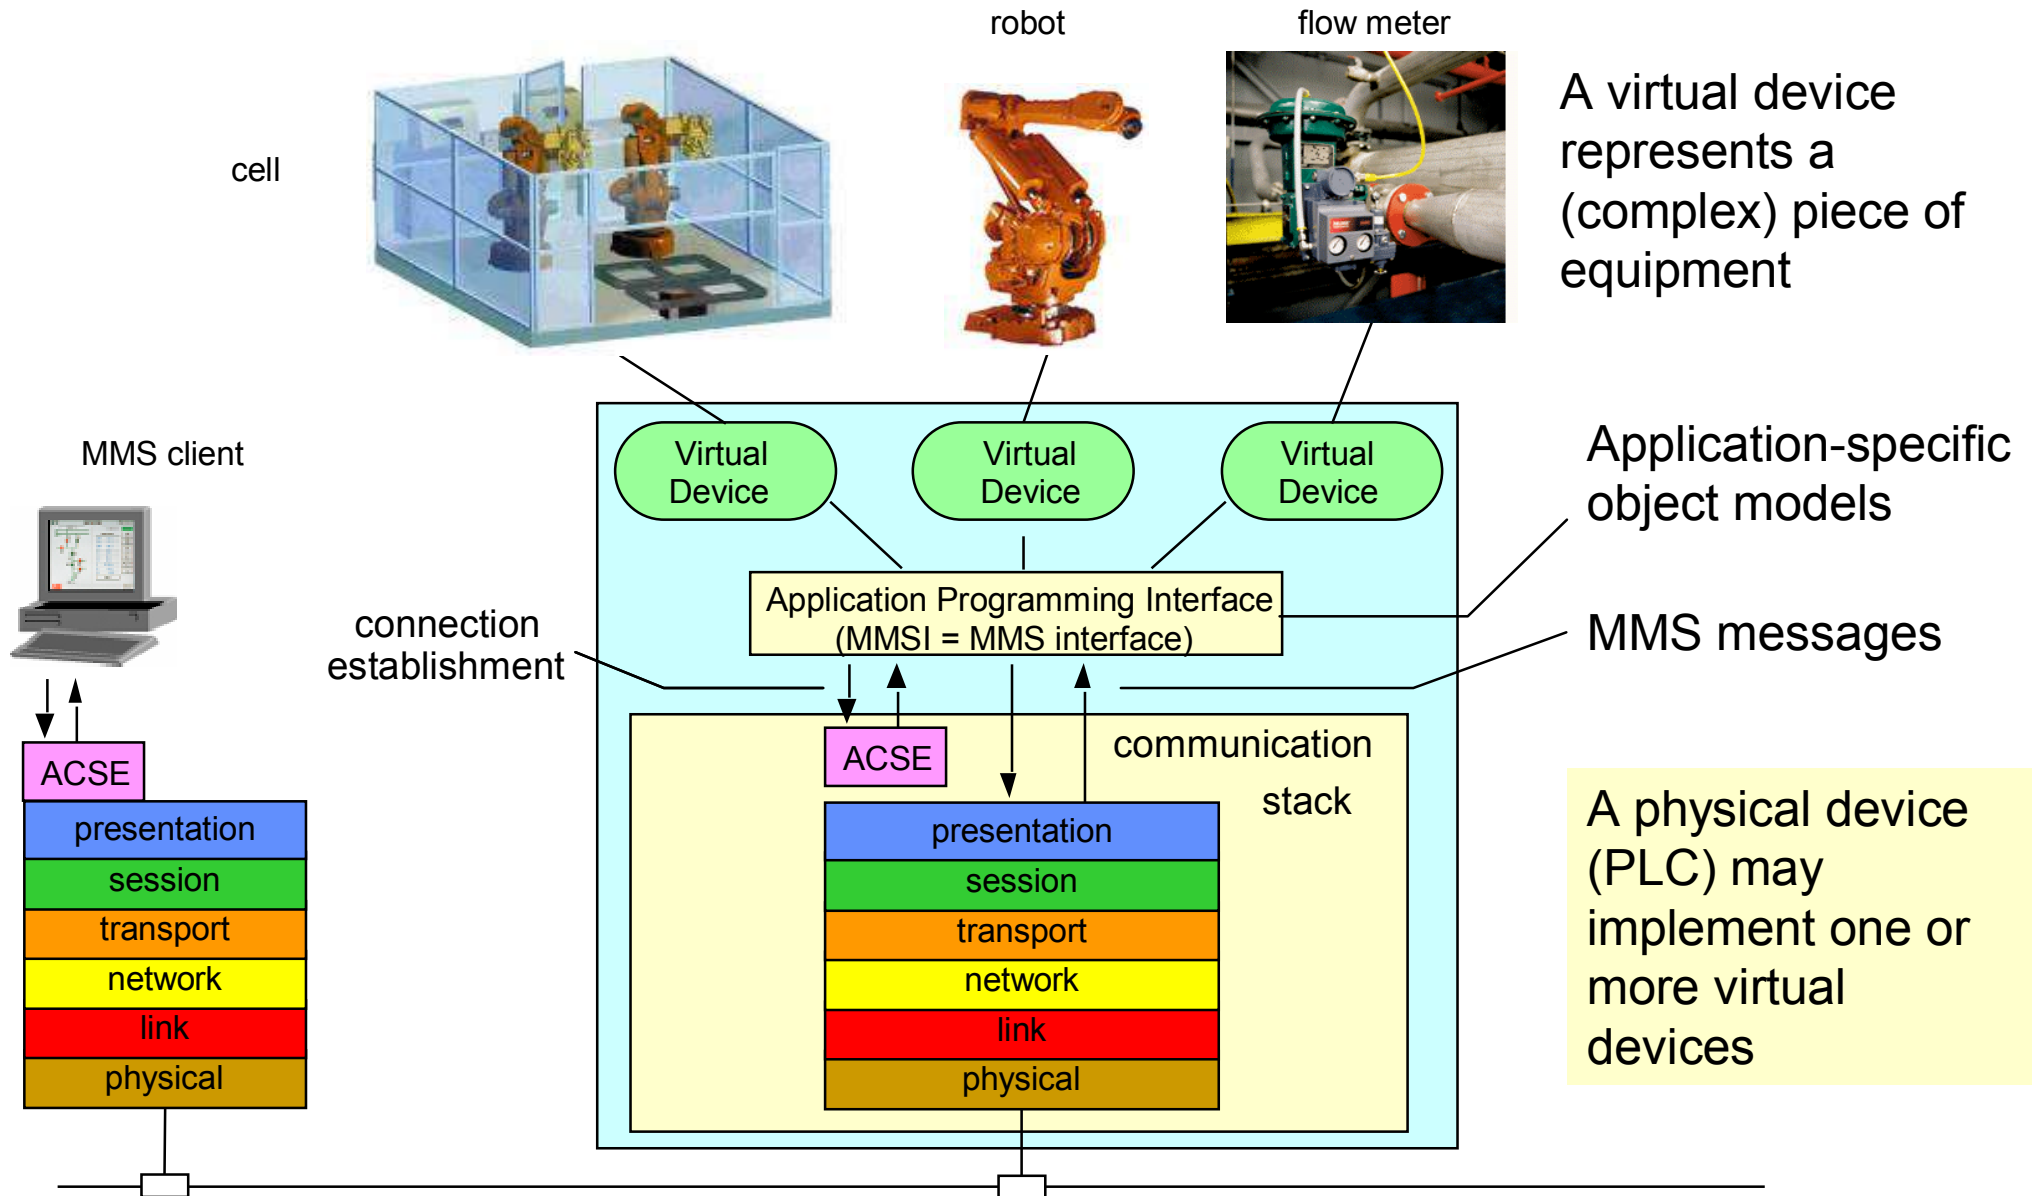 robot
flow meter
cell
A virtual device
represents a
(complex) piece of
equipment
MMS client
Virtual
Device
Virtual
Device
Virtual
Device
Application-specific
object models
Application Programming Interface
(MMSI = MMS interface)
connection
establishment
MMS messages
ACSE
presentation
session
transport
network
link
physical
ACSE
communication
stack
presentation
session
transport
network
link
physical
A physical device
(PLC) may
implement one or
more virtual
devices